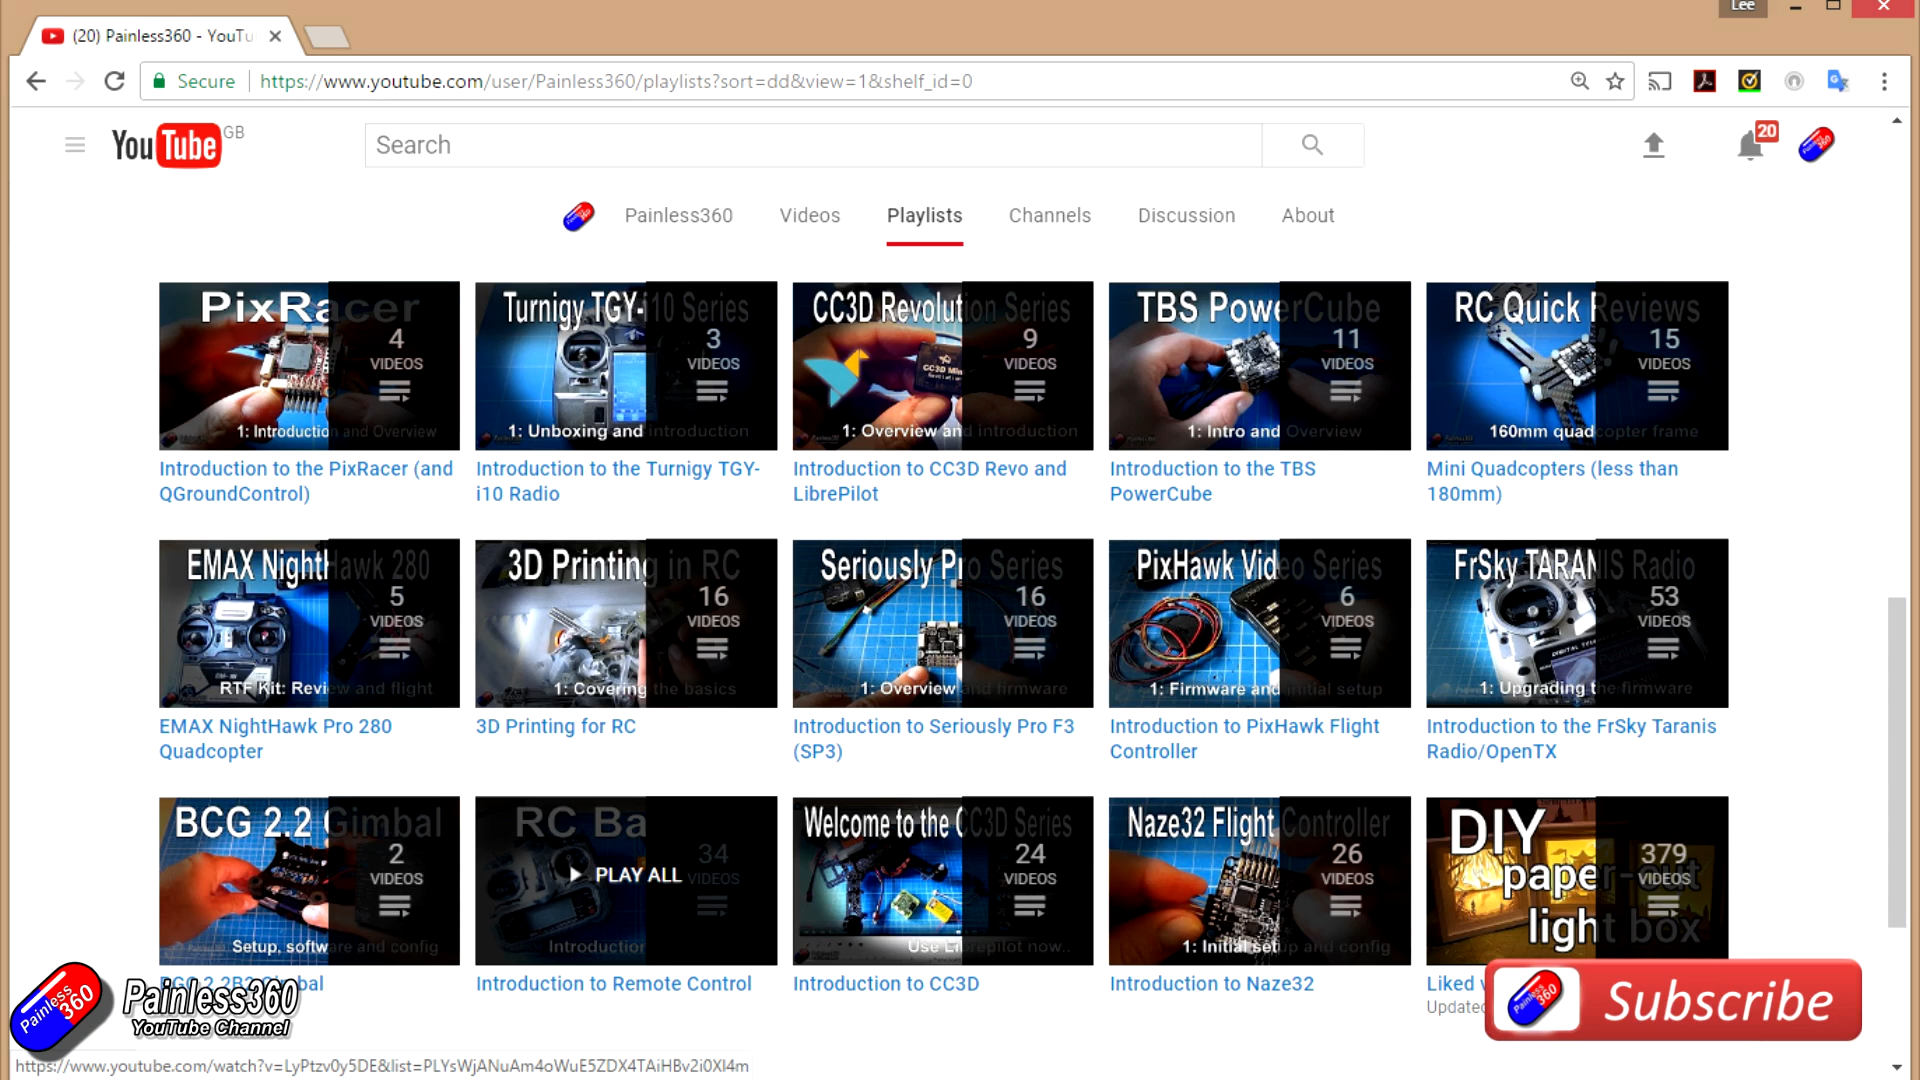 Lee
(20) Painless360 - YouTu
Secure
https://www.youtube.com/user/Painless360/playlists?sort=dd&view=1&shelf_id=0
YouTube GB
Search
20
Painless360 Videos Playlists Channels Discussion About
PixRacer
4
VIDEOS
1: Introduction and Overview
Introduction to the PixRacer (and
QGroundControl)
Turnigy TGY-i10 Series
3
VIDEOS
1: Unboxing and introduction
Introduction to the Turnigy TGY-
i10 Radio
CC3D Revolution Series
CC3D Mini
9
VIDEOS
1: Overview and introduction
Introduction to CC3D Revo and
LibrePilot
TBS PowerCube
11
VIDEOS
1: Intro and Overview
Introduction to the TBS
PowerCube
RC Quick Reviews
15
VIDEOS
160mm quadcopter frame
Mini Quadcopters (less than
180mm)
EMAX NightHawk 280
5
VIDEOS
RTF Kit: Review and flight
EMAX NightHawk Pro 280
Quadcopter
3D Printing in RC
16
VIDEOS
1: Covering the basics
3D Printing for RC
Seriously Pro Series
16
VIDEOS
1: Overview and firmware
Introduction to Seriously Pro F3
(SP3)
PixHawk Video Series
6
VIDEOS
1: Firmware and initial setup
Introduction to PixHawk Flight
Controller
FrSky TARANIS Radio
53
VIDEOS
1: Upgrading the firmware
Introduction to the FrSky Taranis
Radio/OpenTX
BCG 2.2 Gimbal
2
VIDEOS
Setup, software and config
BGC 2.2B2 Gimbal
RC Ba
34
VIDEOS
PLAY ALL
Introduction
Introduction to Remote Control
Welcome to the CC3D Series
24
VIDEOS
Use Librepilot now..
Introduction to CC3D
Naze32 Flight Controller
26
VIDEOS
1: Initial setup and config
Introduction to Naze32
DIY
paper-cut
light box
379
VIDEOS
Liked v
Updated
Painless360
Painless360
YouTube Channel
Painless360
Subscribe
https://www.youtube.com/watch?v=LyPtzv0y5DE&list=PLYsWjANuAm4oWuE5ZDX4TAiHBv2i0Xl4m